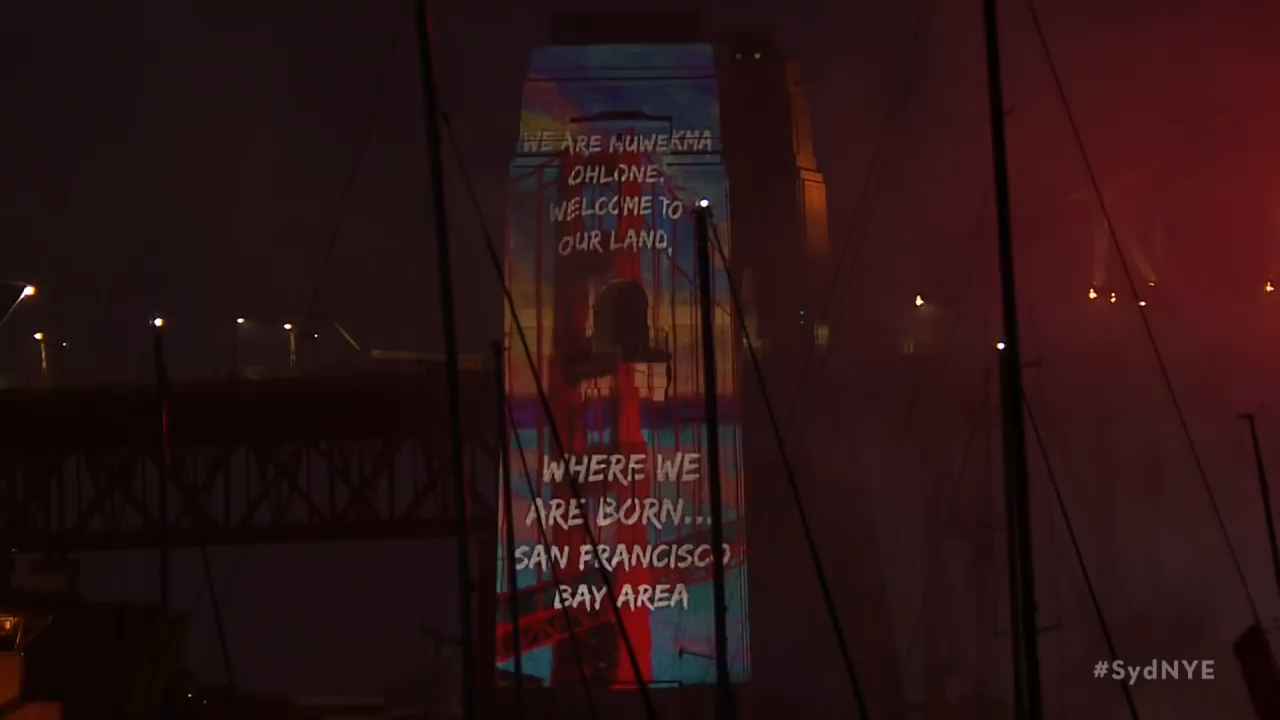 WE ARE MUWEKMA
OHLONE.
WELCOME TO
OUR LAND.
WHERE WE
ARE BORN...
SAN FRANCISCO
BAY AREA
#SydNYE